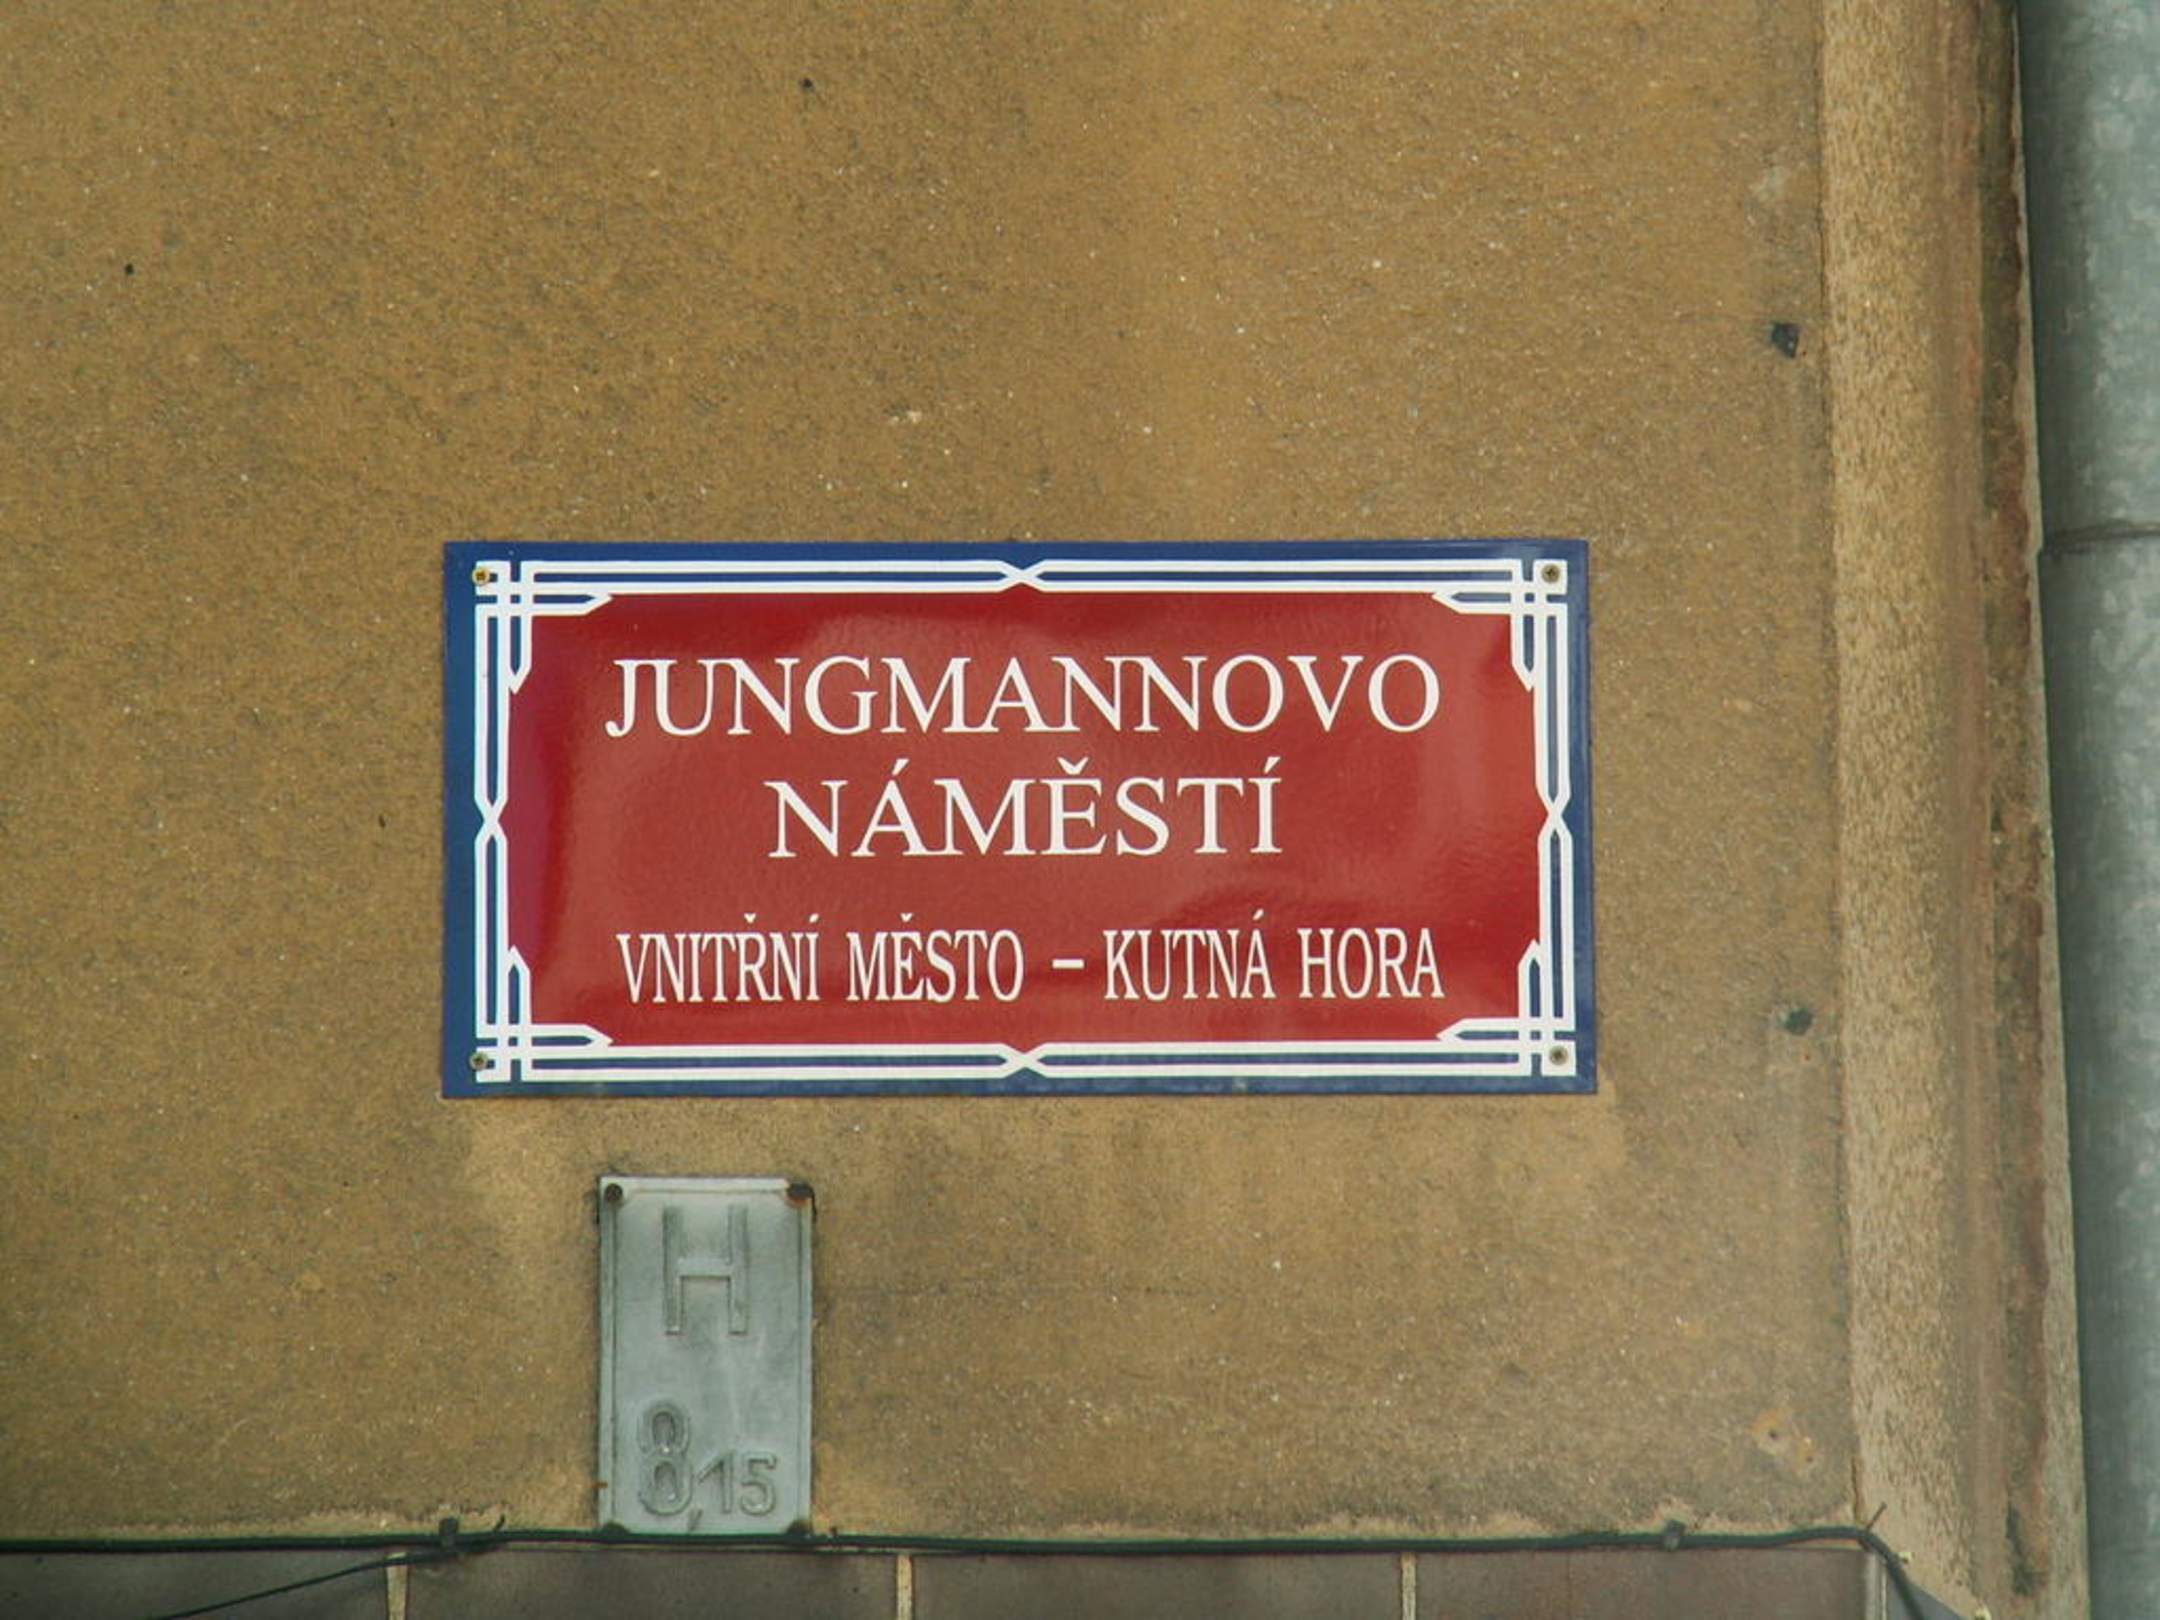 JUNGMANNOVO
NÁMĚSTÍ
VNITŘNÍ MĚSTO – KUTNÁ HORA
H
8,15